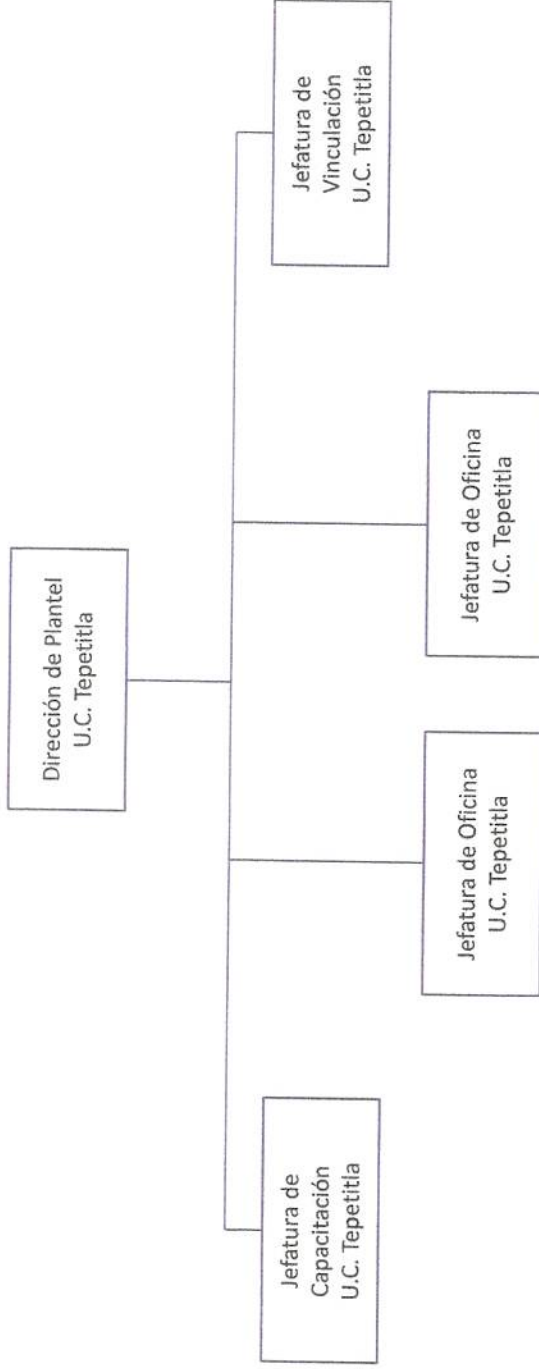 Dirección de Plantel
U.C. Tepetitla
Jefatura de
Capacitación
U.C. Tepetitla
Jefatura de Oficina
U.C. Tepetitla
Jefatura de Oficina
U.C. Tepetitla
Jefatura de
Vinculación
U.C. Tepetitla